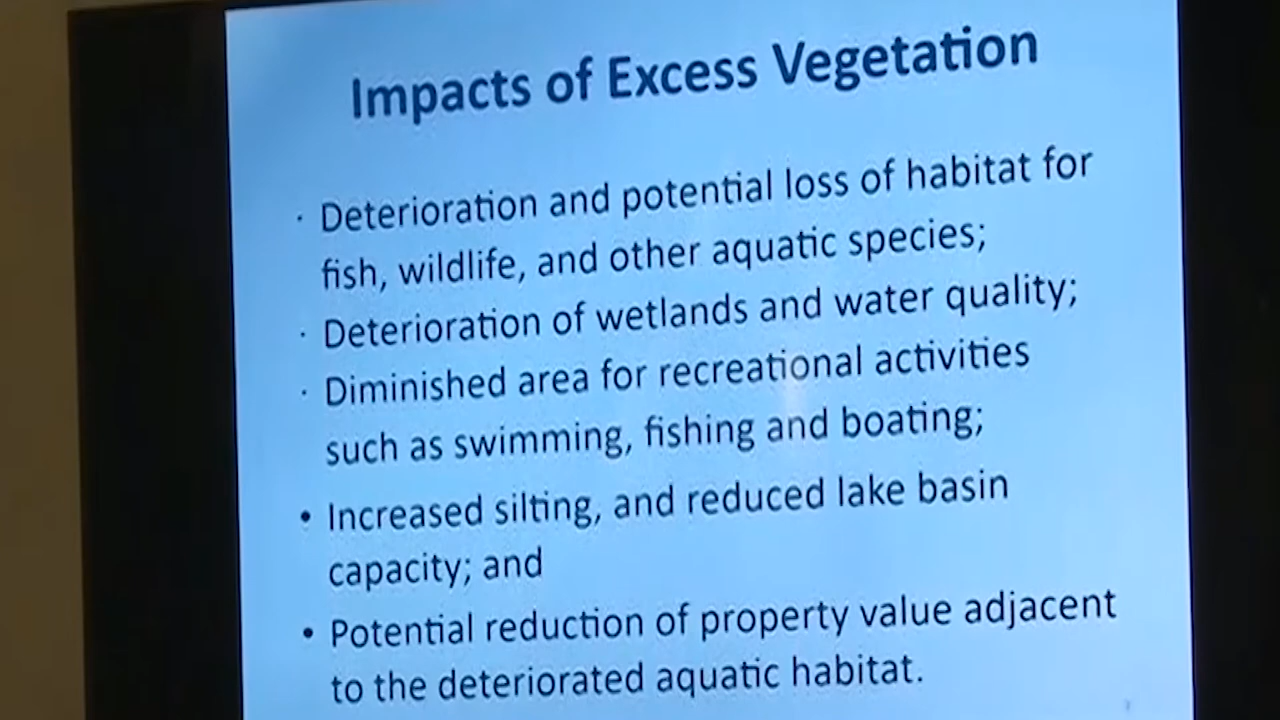 Impacts of Excess Vegetation
· Deterioration and potential loss of habitat for
fish, wildlife, and other aquatic species;
· Deterioration of wetlands and water quality;
· Diminished area for recreational activities
such as swimming, fishing and boating;
• Increased silting, and reduced lake basin
capacity; and
• Potential reduction of property value adjacent
to the deteriorated aquatic habitat.